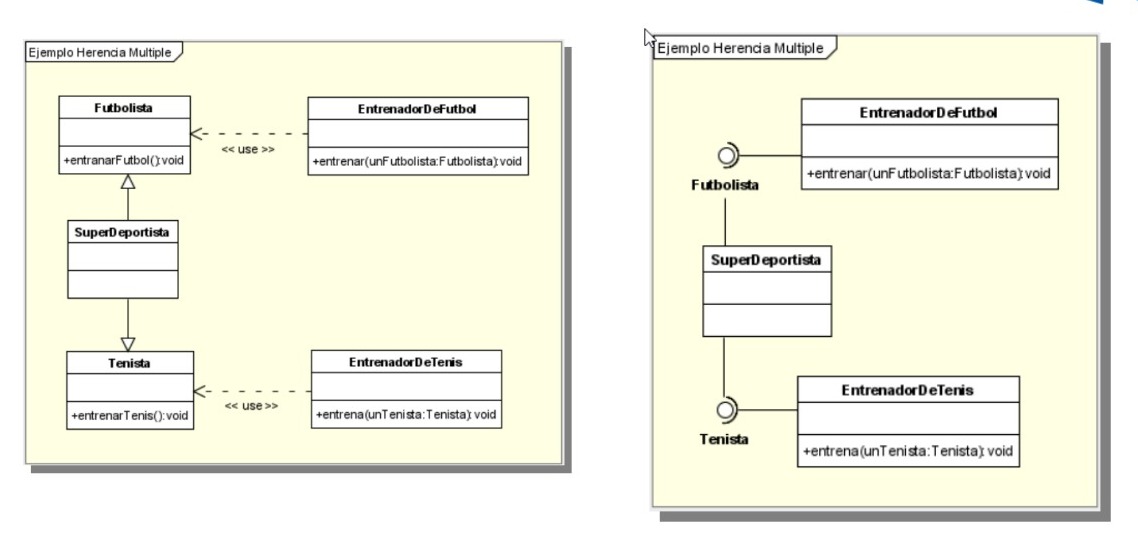 Ejemplo Herencia Multiple
Futbolista
+entranarFutbol():void
<< use >>
EntrenadorDeFutbol
+entrenar(unFutbolista:Futbolista):void
SuperDeportista
Tenista
+entrenarTenis():void
<< use >>
EntrenadorDeTenis
+entrena(unTenista:Tenista):void
Ejemplo Herencia Multiple
EntrenadorDeFutbol
+entrenar(unFutbolista:Futbolista):void
Futbolista
SuperDeportista
EntrenadorDeTenis
+entrena(unTenista:Tenista):void
Tenista